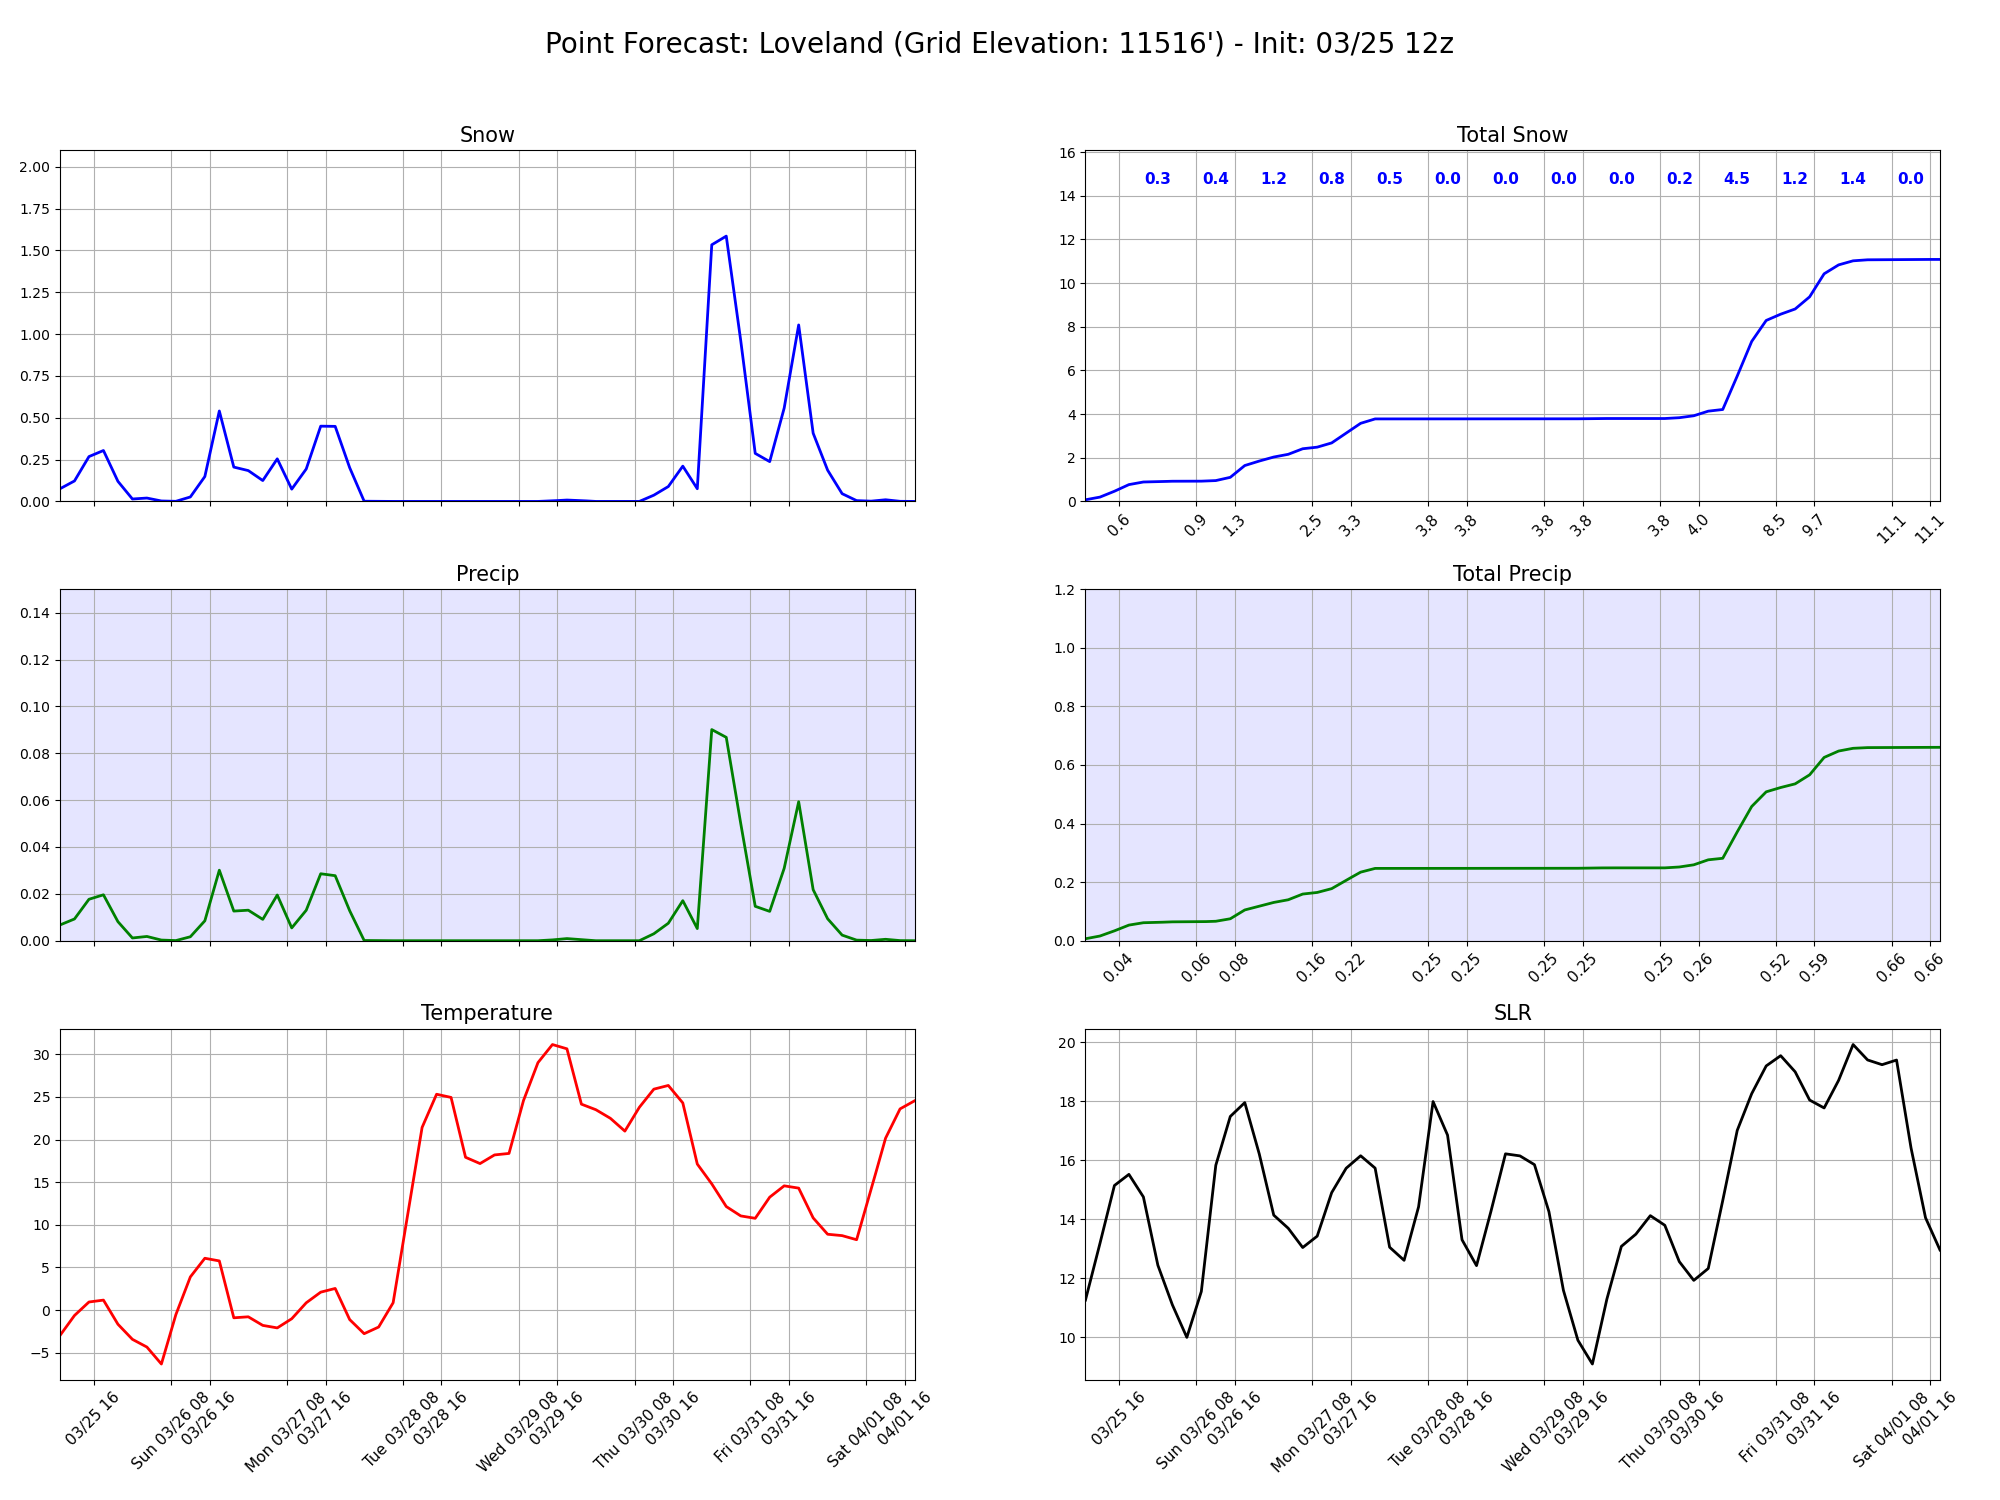 Point Forecast: Loveland (Grid Elevation: 11516') - Init: 03/25 12z
Snow
2.00
1.75
1.50
1.25
1.00
0.75
0.50
0.25
0.00
Total Snow
16
14
12
10
8
6
4
2
0
0.3 0.4 1.2 0.8 0.5 0.0 0.0 0.0 0.0 0.2 4.5 1.2 1.4 0.0
0.6 0.9 1.3 2.5 3.3 3.8 3.8 3.8 3.8 3.8 4.0 8.5 9.7 11.1 11.1
Precip
0.14
0.12
0.10
0.08
0.06
0.04
0.02
0.00
Total Precip
1.2
1.0
0.8
0.6
0.4
0.2
0.0
0.04 0.06 0.08 0.16 0.22 0.25 0.25 0.25 0.25 0.25 0.26 0.52 0.59 0.66 0.66
Temperature
30
25
20
15
10
5
0
−5
03/25 16
Sun 03/26 08
03/26 16
Mon 03/27 08
03/27 16
Tue 03/28 08
03/28 16
Wed 03/29 08
03/29 16
Thu 03/30 08
03/30 16
Fri 03/31 08
03/31 16
Sat 04/01 08
04/01 16
SLR
20
18
16
14
12
10
03/25 16
Sun 03/26 08
03/26 16
Mon 03/27 08
03/27 16
Tue 03/28 08
03/28 16
Wed 03/29 08
03/29 16
Thu 03/30 08
03/30 16
Fri 03/31 08
03/31 16
Sat 04/01 08
04/01 16